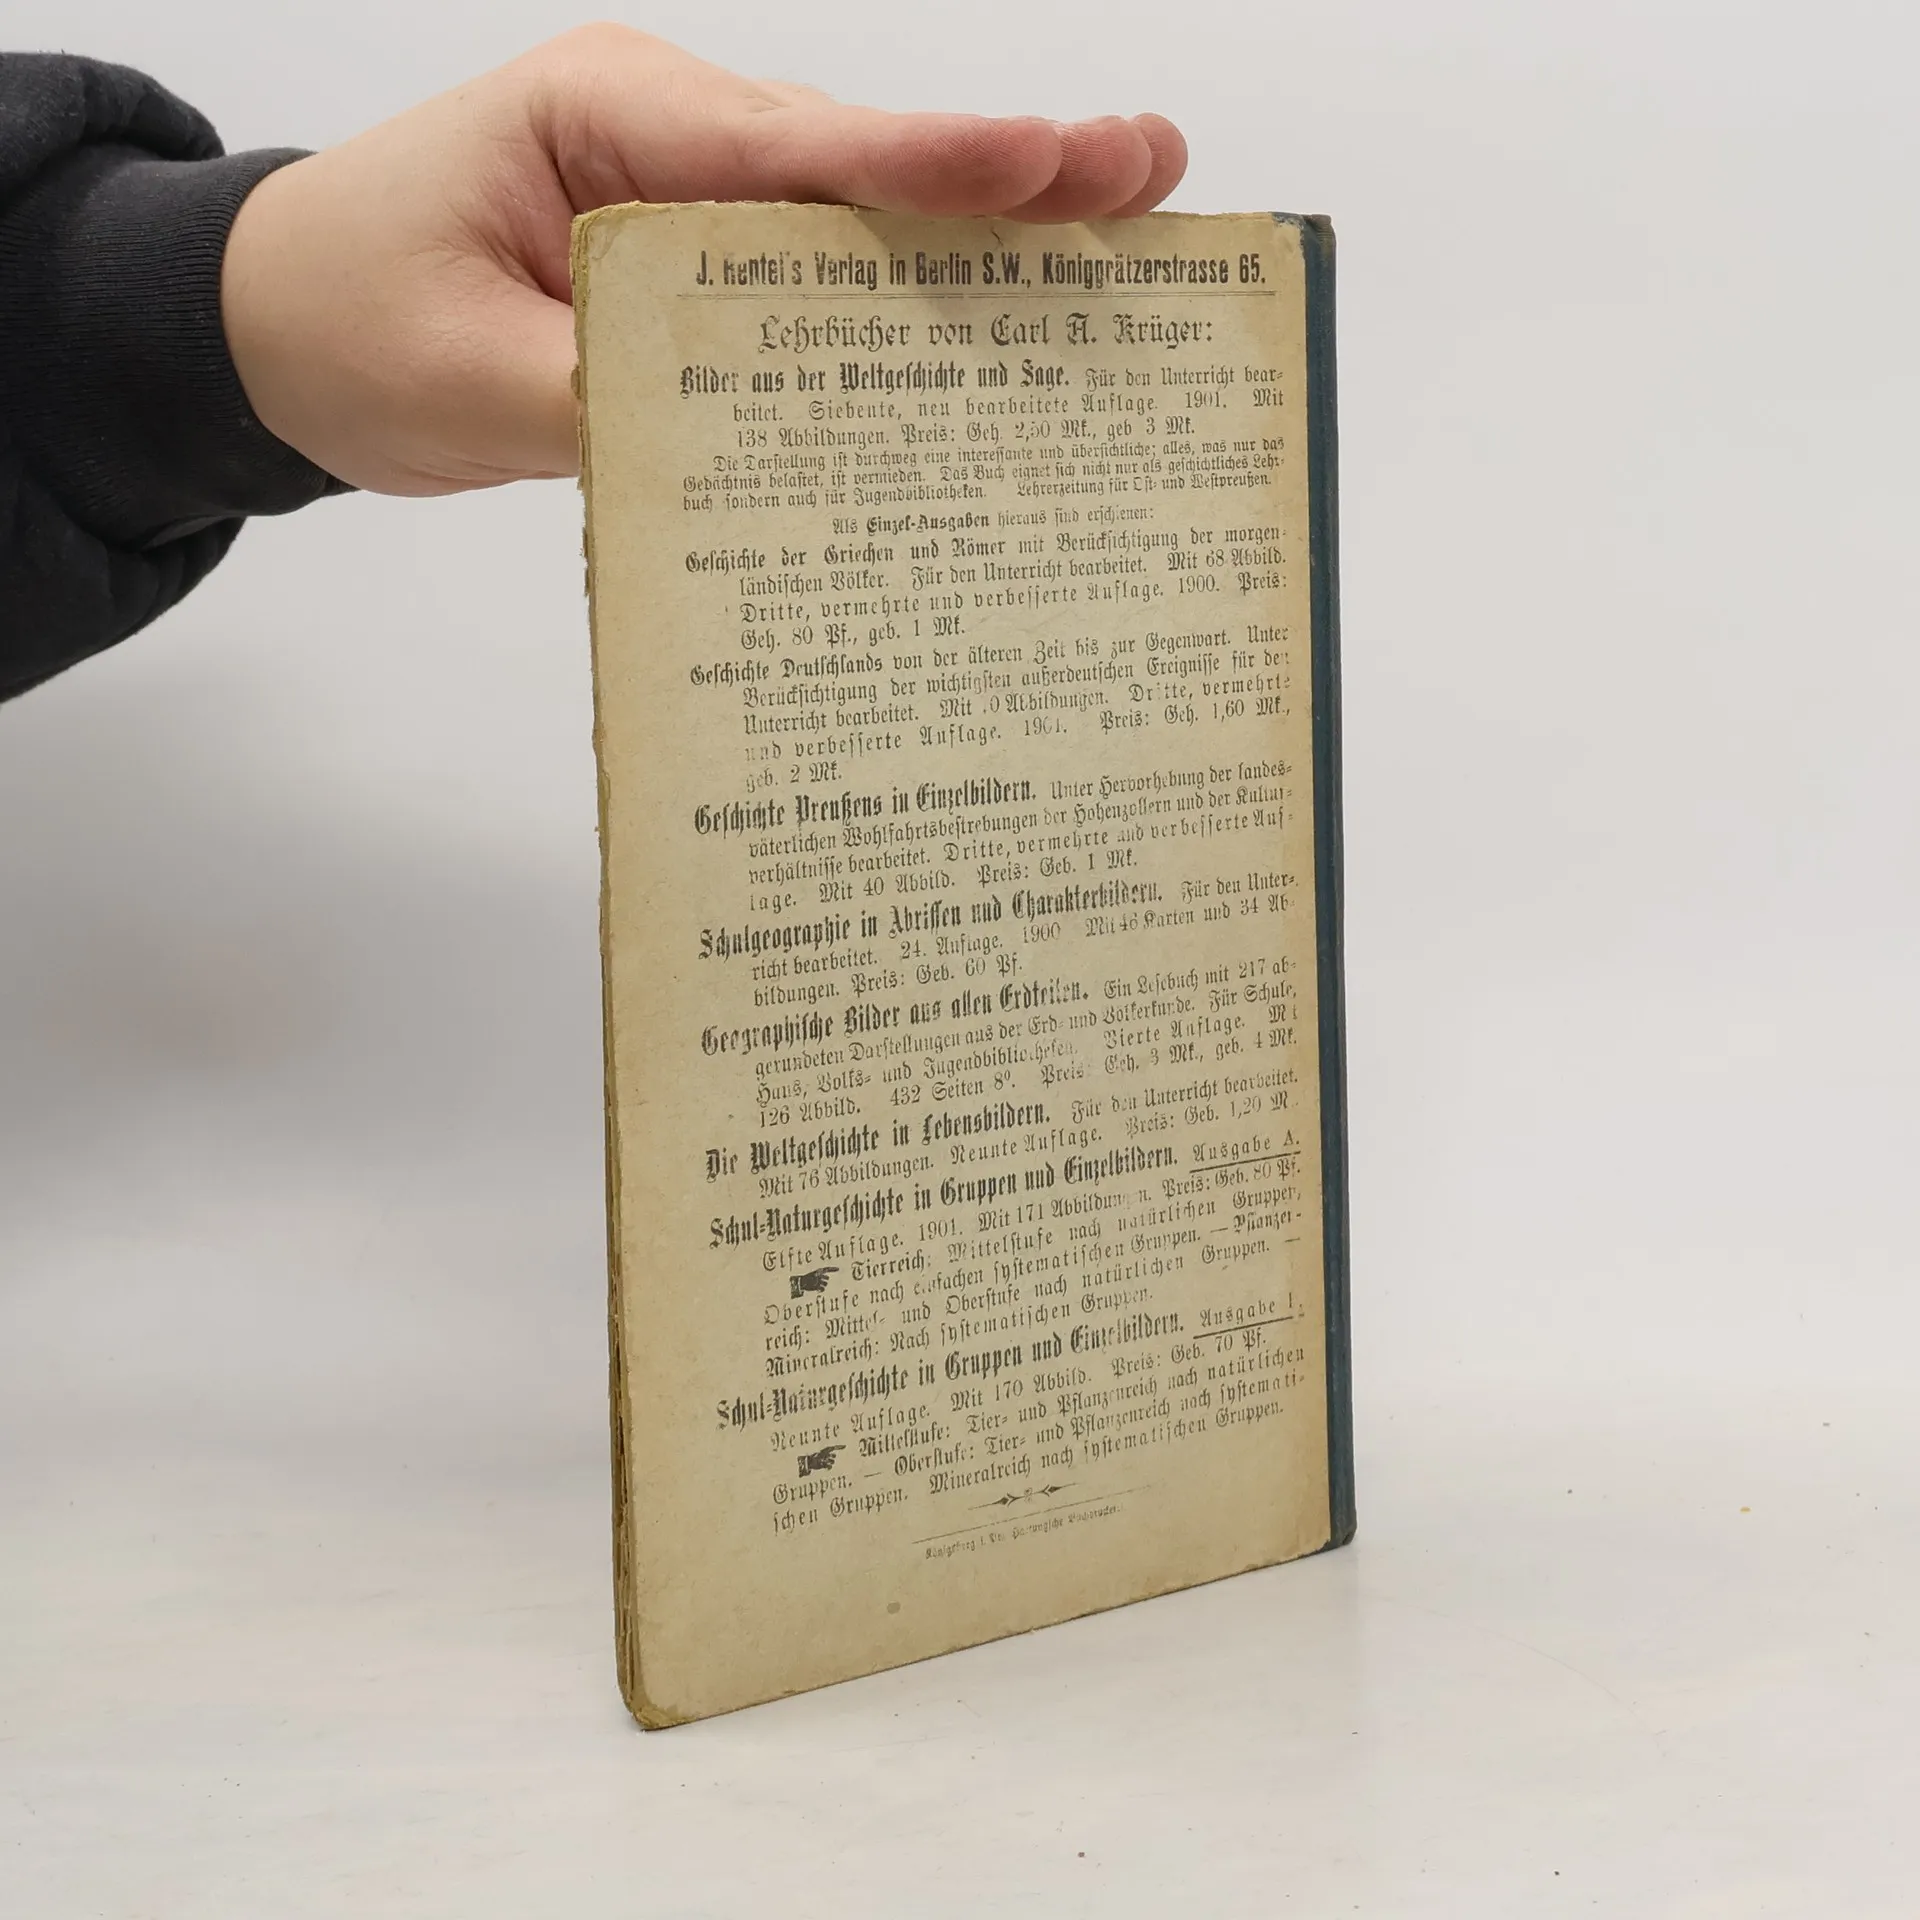 J. Hentel's Verlag in Berlin S.W., Königgrätzerstrasse 65.
Lehrbücher von Carl A. Krüger:
Bilder aus der Weltgeschichte und Sage. Für den Unterricht bear-
beitet. Siebente, neu bearbeitete Auflage. 1901. Mit
138 Abbildungen. Preis: Geh. 2,50 Mk., geb 3 Mk.
Die Darstellung ist durchweg eine interessante und übersichtliche; alles, was nur das
Gedächtnis belastet, ist vermieden. Das Buch eignet sich nicht nur als geschichtliches Lehr-
buch sondern auch für Jugendbibliotheken. Lehrerzeitung für Ost- und Westpreußen.
Als Einzel-Ausgaben hieraus sind erschienen:
Geschichte der Griechen und Römer mit Berücksichtigung der morgen-
ländischen Völker. Für den Unterricht bearbeitet. Mit 68 Abbild.
Dritte, vermehrte und verbesserte Auflage. 1900. Preis:
Geh. 80 Pf., geb. 1 Mk.
Geschichte Deutschlands von der älteren Zeit bis zur Gegenwart. Unter
Berücksichtigung der wichtigsten außerdeutschen Ereignisse für den
Unterricht bearbeitet. Mit Abbildungen. Dritte, vermehrte
und verbesserte Auflage. 1901. Preis: Geh. 1,60 Mk.,
geb. 2 Mk.
Geschichte Preußens in Einzelbildern. Unter Hervorhebung der landes-
väterlichen Wohlfahrtsbestrebungen der Hohenzollern und der Kultur-
verhältnisse bearbeitet. Dritte, vermehrte und verbesserte Auf-
lage. Mit 40 Abbild. Preis: Geb. 1 Mk.
Schulgeographie in Abrissen und Charakterbildern. Für den Unter-
richt bearbeitet. 24. Auflage. 1900 Mit 46 Karten und 34 Ab-
bildungen. Preis: Geb. 60 Pf.
Geographische Bilder aus allen Erdteilen. Ein Lesebuch mit 217 ab-
gerundeten Darstellungen aus der Erd- und Völkerkunde. Für Schule,
Haus, Volks- und Jugendbibliotheken. Vierte Auflage. Mit
126 Abbild. 432 Seiten 8°. Preis: Geh. 3 Mk., geb. 4 Mk.
Die Weltgeschichte in Lebensbildern. Für den Unterricht bearbeitet.
Mit 76 Abbildungen. Neunte Auflage. Preis: Geb. 1,20 M.
Schul-Naturgeschichte in Gruppen und Einzelbildern. Ausgabe A.
Elfte Auflage. 1901. Mit 171 Abbildungen. Preis: Geb. 80 Pf.
Tierreich: Mittelstufe nach natürlichen Gruppen,
Oberstufe nach einfachen systematischen Gruppen. — Pflanzen-
reich: Mittel- und Oberstufe nach natürlichen Gruppen. —
Mineralreich: Nach systematischen Gruppen.
Schul-Naturgeschichte in Gruppen und Einzelbildern. Ausgabe
Neunte Auflage. Mit 170 Abbild. Preis: Geb. 70 Pf.
Mittelstufe: Tier- und Pflanzenreich nach natürlichen
Gruppen. — Oberstufe: Tier- und Pflanzenreich nach systemati-
schen Gruppen. Mineralreich nach systematischen Gruppen.
Königsberg i. Pr. Hartungsche Buchdruckerei.